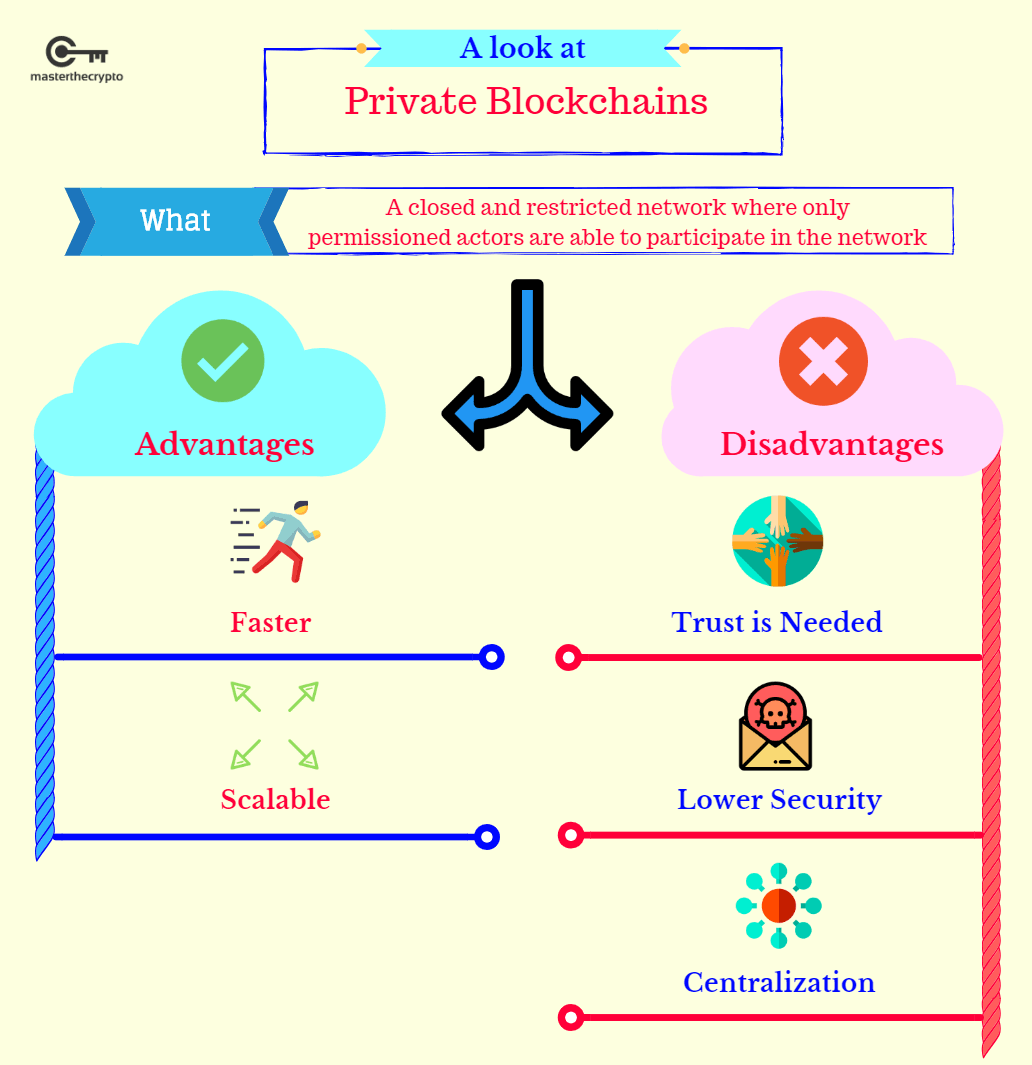 masterthecrypto
A look at
Private Blockchains
What
A closed and restricted network where only
permissioned actors are able to participate in the network
Advantages
Disadvantages
Faster
Trust is Needed
Scalable
Lower Security
Centralization